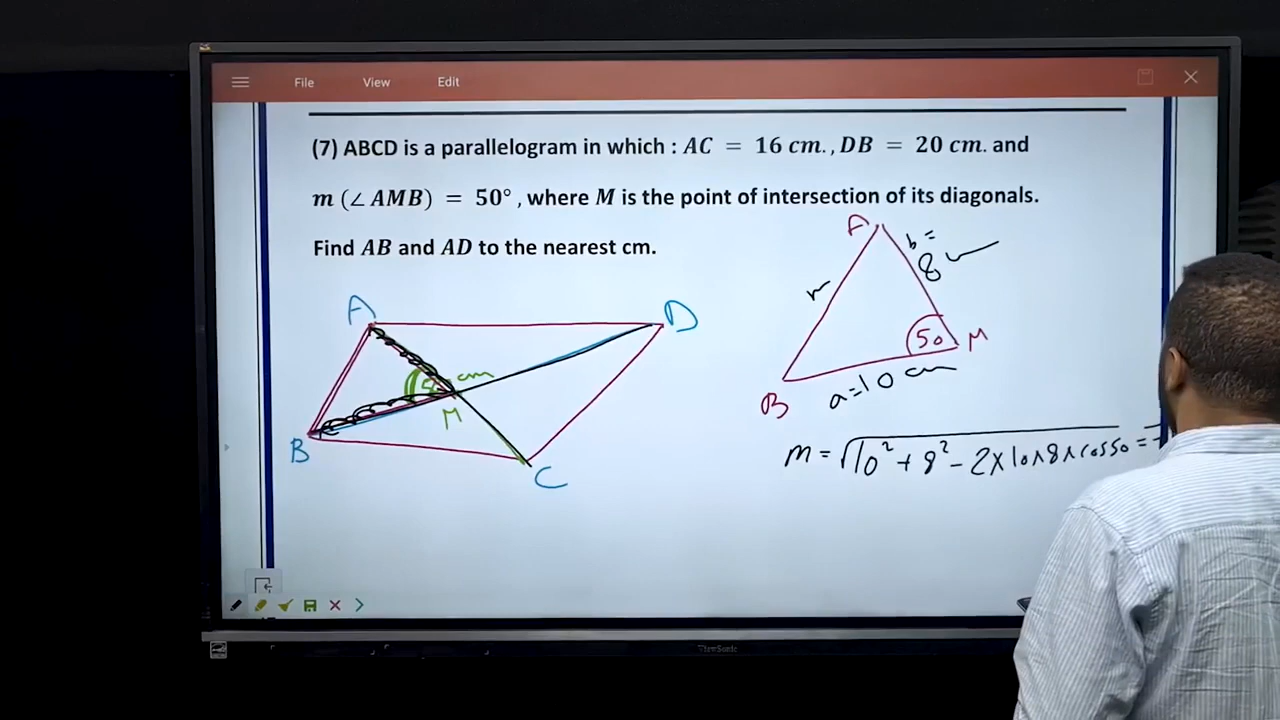 File View Edit
(7) ABCD is a parallelogram in which : AC = 16 cm. , DB = 20 cm. and
m (∠ AMB) = 50° , where M is the point of intersection of its diagonals.
Find AB and AD to the nearest cm.
A
D
cm
M
B
C
A
b =
8
m
50
M
B
a=10 cm
m = √10² + 8² - 2×10×8×cos50 =
ViewSonic